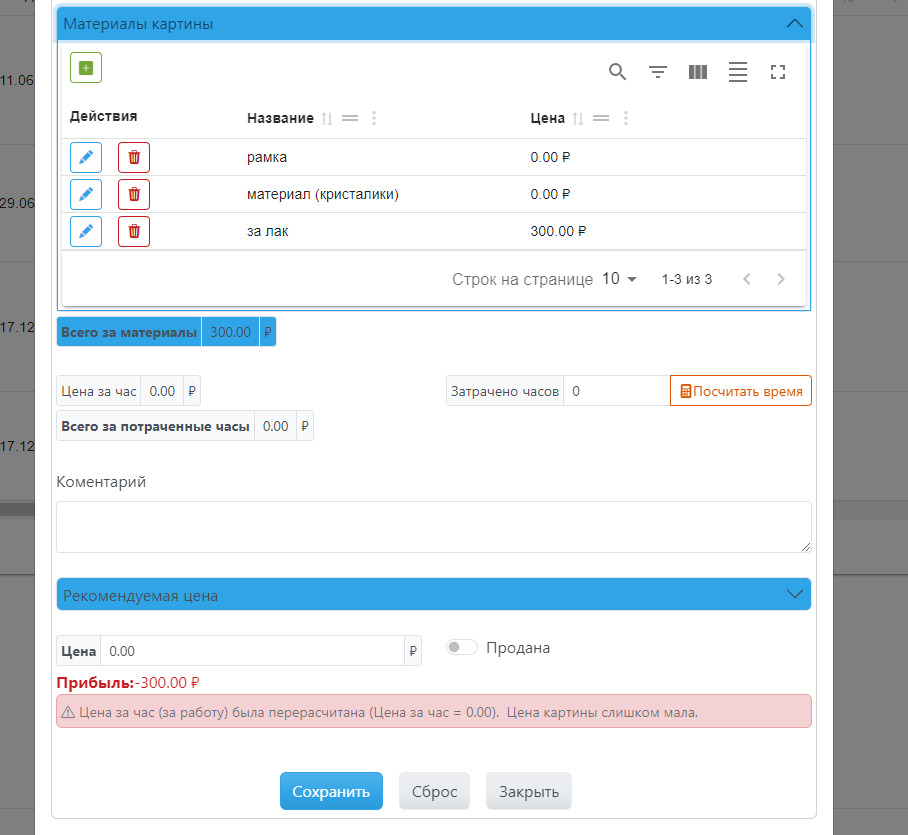 Материалы картины
11.06
Действия Название Цена
рамка 0.00 ₽
29.06
материал (кристалики) 0.00 ₽
за лак 300.00 ₽
Строк на странице 10 1-3 из 3
17.12
Всего за материалы 300.00 ₽
Цена за час 0.00 ₽ Затрачено часов 0 Посчитать время
Всего за потраченные часы 0.00 ₽
17.12
Коментарий
Рекомендуемая цена
Цена 0.00 ₽ Продана
Прибыль:-300.00 ₽
Цена за час (за работу) была перерасчитана (Цена за час = 0.00). Цена картины слишком мала.
Сохранить Сброс Закрыть